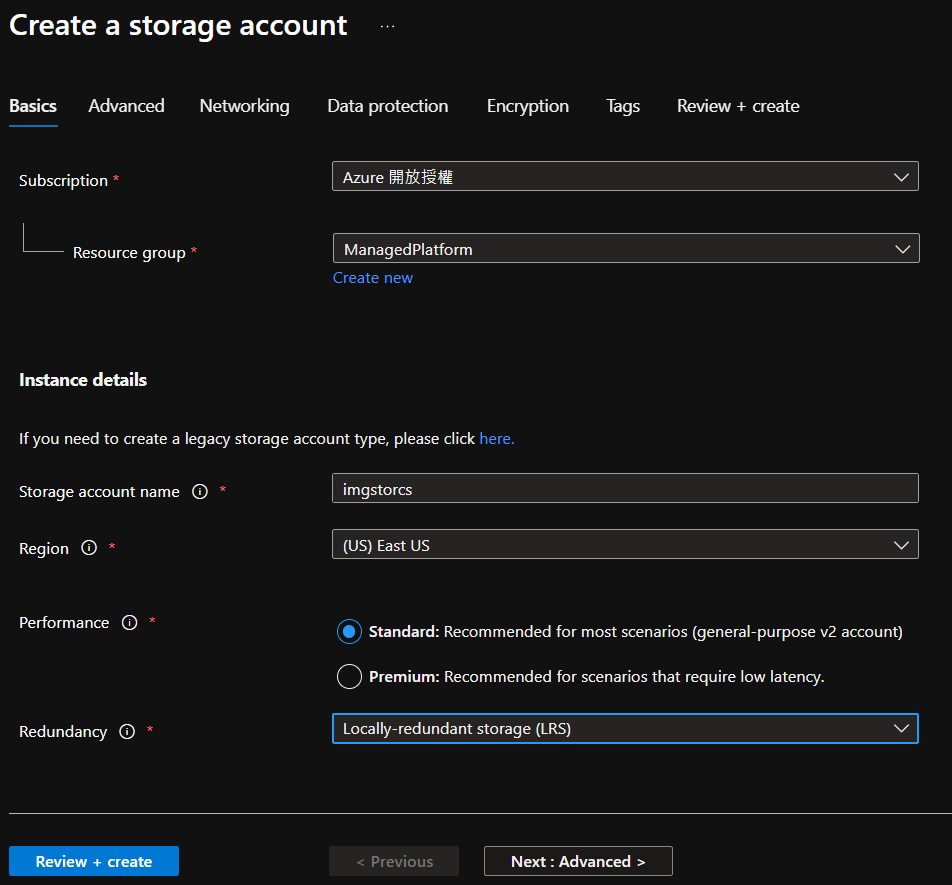 Create a storage account ...
Basics Advanced Networking Data protection Encryption Tags Review + create
Subscription * Azure 開放授權
Resource group * ManagedPlatform
Create new
Instance details
If you need to create a legacy storage account type, please click here.
Storage account name * imgstorcs
Region * (US) East US
Performance * Standard: Recommended for most scenarios (general-purpose v2 account)
Premium: Recommended for scenarios that require low latency.
Redundancy * Locally-redundant storage (LRS)
Review + create < Previous Next : Advanced >